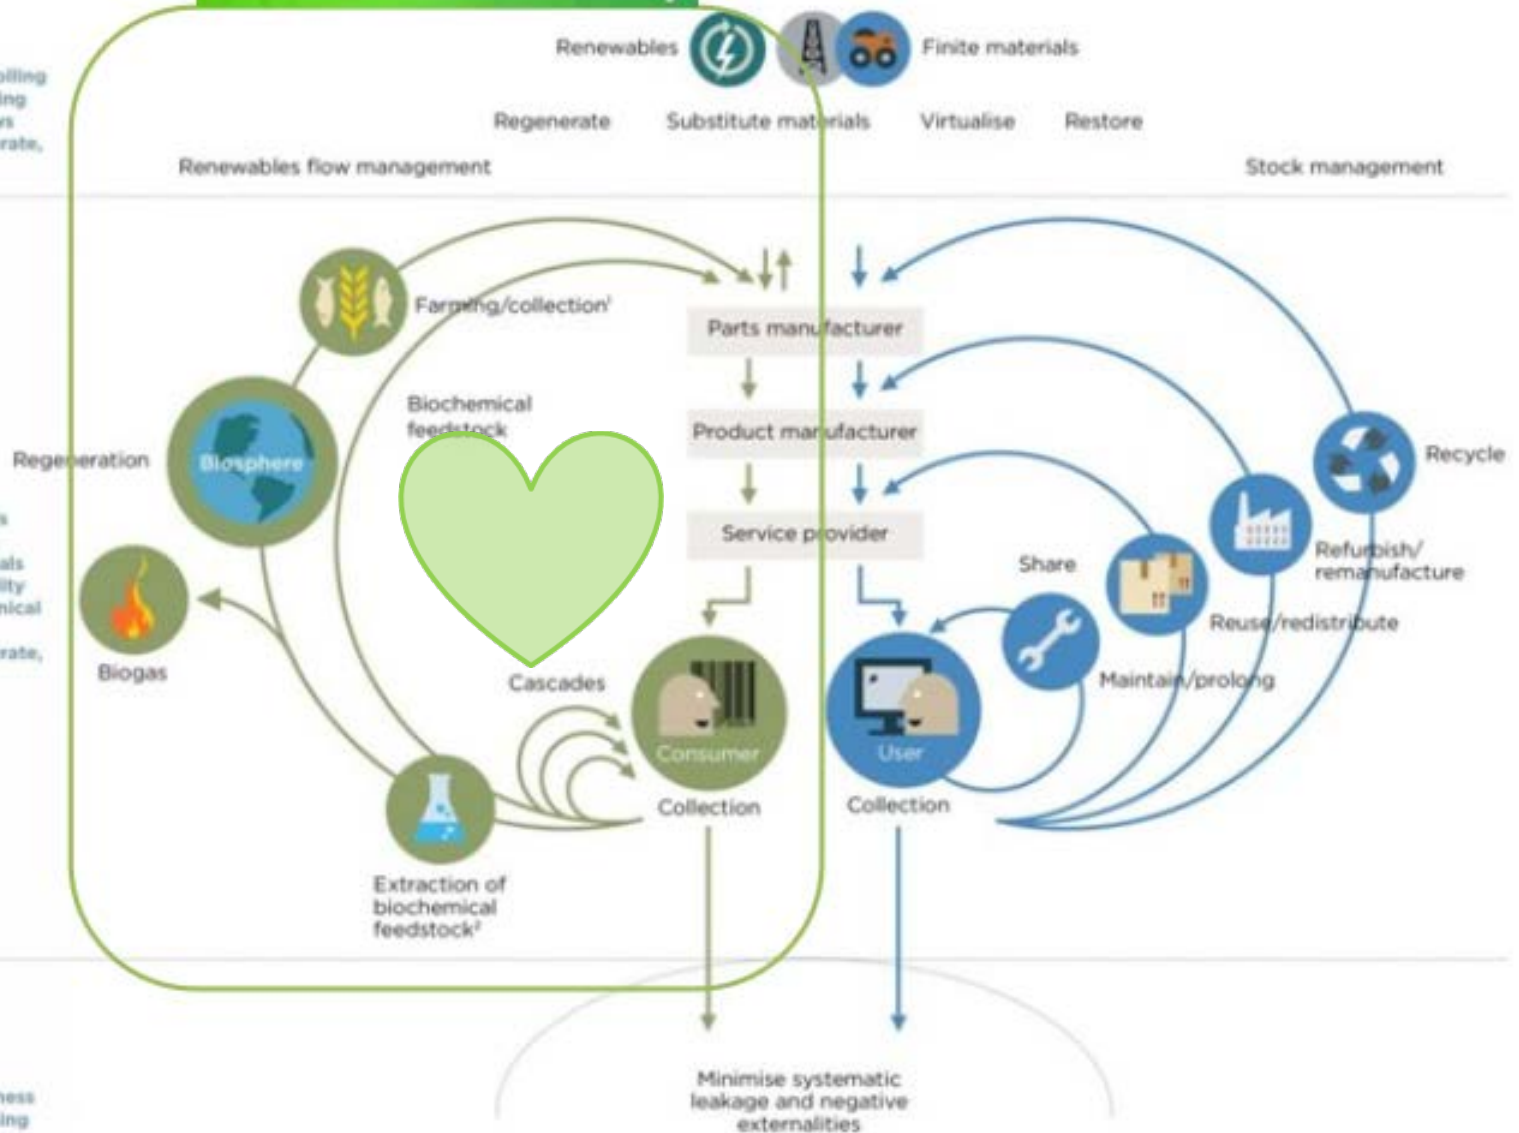 Renewables
Finite materials
Regenerate
Substitute materials
Virtualise
Restore
Renewables flow management
Stock management
Farming/collection¹
Parts manufacturer
Biochemical
feedstock
Product manufacturer
Regeneration
Biosphere
Recycle
Service provider
Refurbish/
remanufacture
Share
Reuse/redistribute
Biogas
Maintain/prolong
Cascades
Consumer
User
Collection
Collection
Extraction of
biochemical
feedstock²
Minimise systematic
leakage and negative
externalities